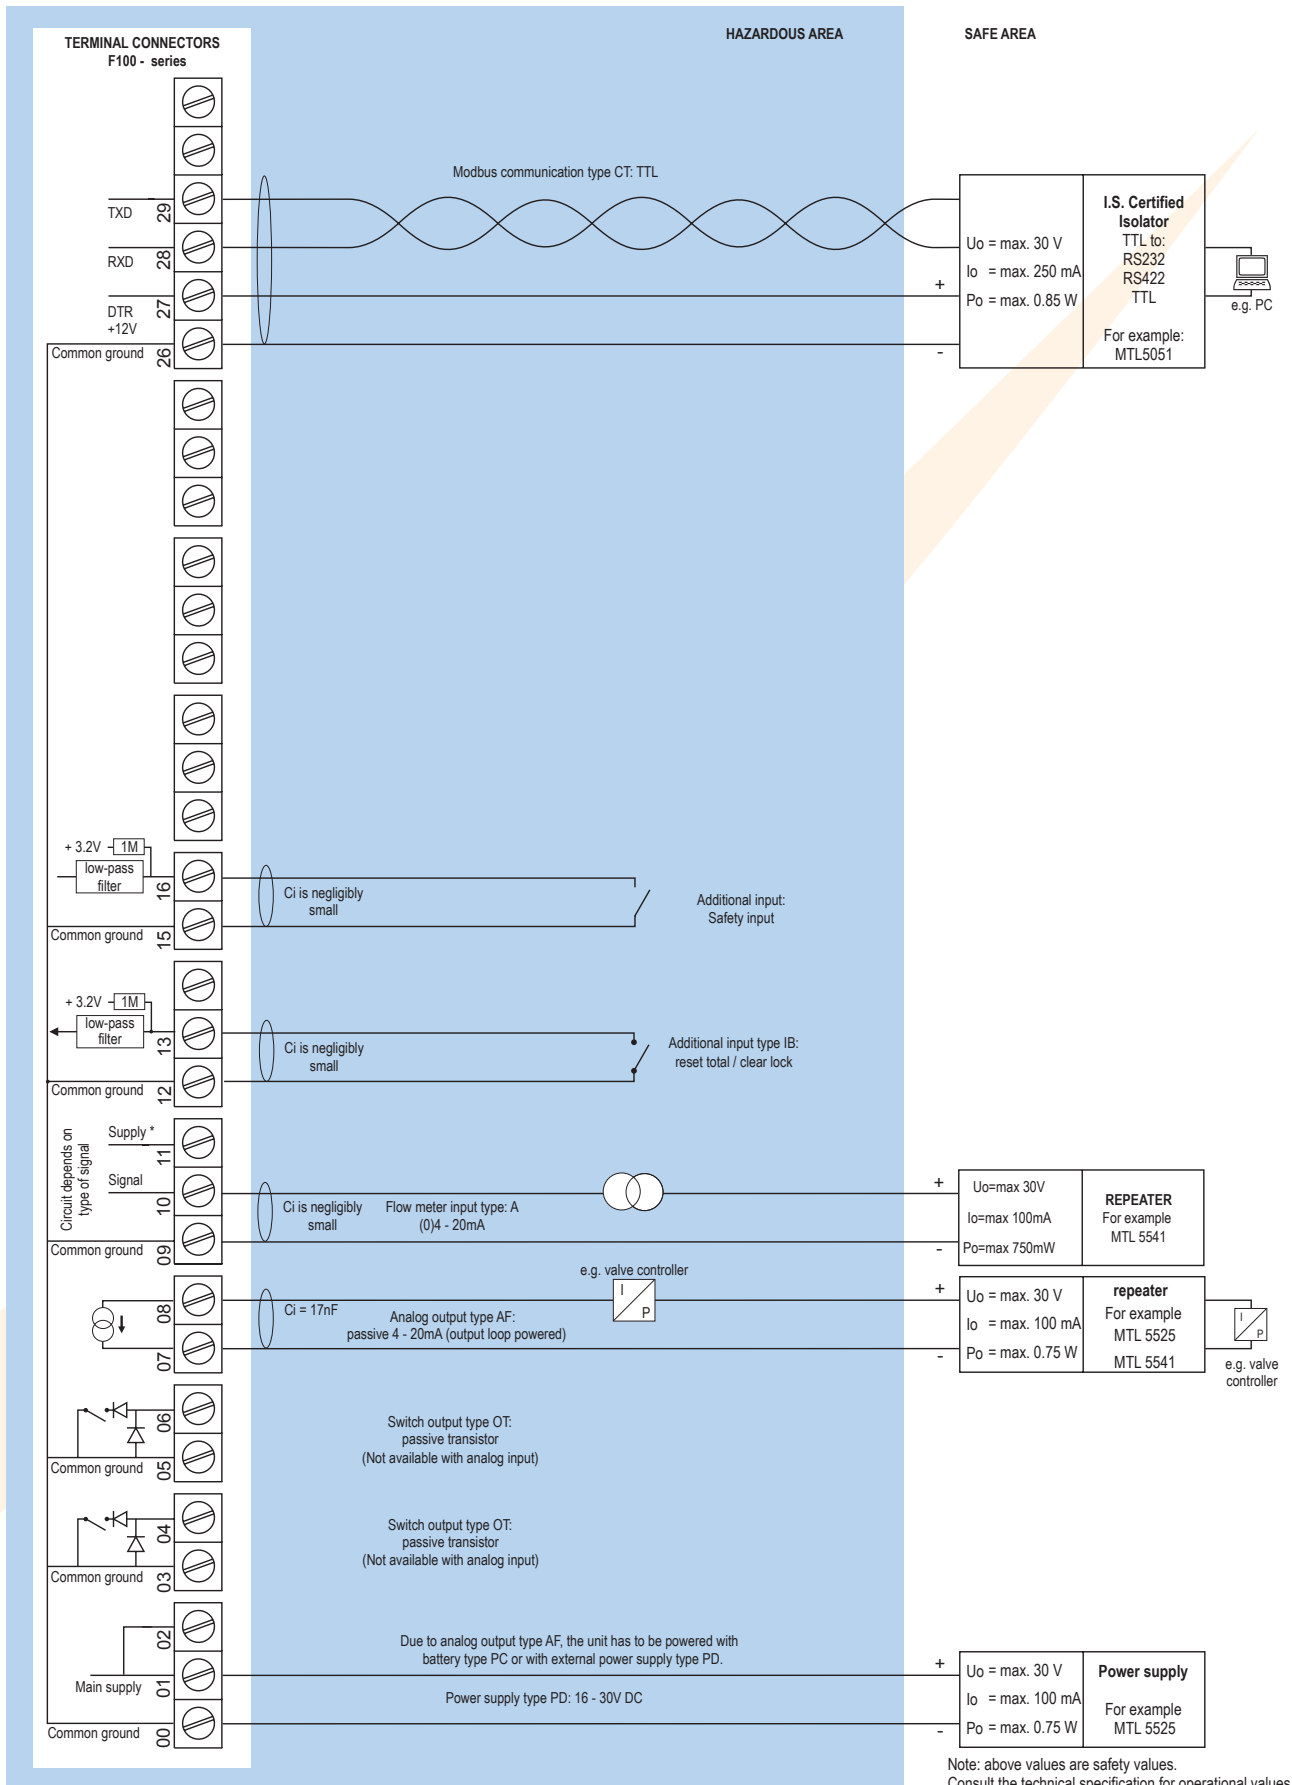 HAZARDOUS AREA
SAFE AREA
TERMINAL CONNECTORS
F100 - series
Modbus communication type CT: TTL
TXD
29
RXD
28
DTR
+12V
27
Common ground
26
+
-
Uo = max. 30 V
Io = max. 250 mA
Po = max. 0.85 W
I.S. Certified
Isolator
TTL to:
RS232
RS422
TTL
For example:
MTL5051
e.g. PC
+ 3.2V
1M
low-pass
filter
16
Common ground
15
Ci is negligibly
small
Additional input:
Safety input
+ 3.2V
1M
low-pass
filter
13
Common ground
12
Ci is negligibly
small
Additional input type IB:
reset total / clear lock
Circuit depends on
type of signal
Supply *
11
Signal
10
Common ground
09
Ci is negligibly
small
Flow meter input type: A
(0)4 - 20mA
+
-
Uo=max 30V
Io=max 100mA
Po=max 750mW
REPEATER
For example
MTL 5541
08
07
Ci = 17nF
e.g. valve controller
I
P
Analog output type AF:
passive 4 - 20mA (output loop powered)
+
-
Uo = max. 30 V
Io = max. 100 mA
Po = max. 0.75 W
repeater
For example
MTL 5525
MTL 5541
I
P
e.g. valve
controller
06
Common ground
05
Switch output type OT:
passive transistor
(Not available with analog input)
04
Common ground
03
Switch output type OT:
passive transistor
(Not available with analog input)
02
Main supply
01
Common ground
00
Due to analog output type AF, the unit has to be powered with
battery type PC or with external power supply type PD.
Power supply type PD: 16 - 30V DC
+
-
Uo = max. 30 V
Io = max. 100 mA
Po = max. 0.75 W
Power supply
For example
MTL 5525
Note: above values are safety values.
Consult the technical specification for operational values